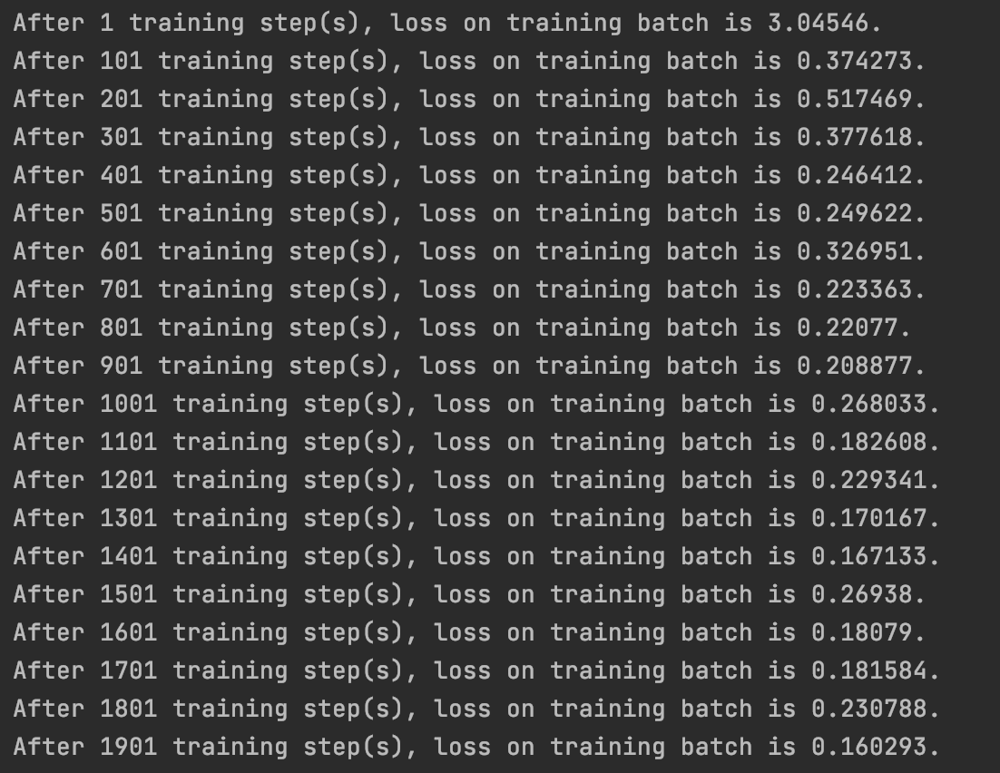 After 1 training step(s), loss on training batch is 3.04546.
After 101 training step(s), loss on training batch is 0.374273.
After 201 training step(s), loss on training batch is 0.517469.
After 301 training step(s), loss on training batch is 0.377618.
After 401 training step(s), loss on training batch is 0.246412.
After 501 training step(s), loss on training batch is 0.249622.
After 601 training step(s), loss on training batch is 0.326951.
After 701 training step(s), loss on training batch is 0.223363.
After 801 training step(s), loss on training batch is 0.22077.
After 901 training step(s), loss on training batch is 0.208877.
After 1001 training step(s), loss on training batch is 0.268033.
After 1101 training step(s), loss on training batch is 0.182608.
After 1201 training step(s), loss on training batch is 0.229341.
After 1301 training step(s), loss on training batch is 0.170167.
After 1401 training step(s), loss on training batch is 0.167133.
After 1501 training step(s), loss on training batch is 0.26938.
After 1601 training step(s), loss on training batch is 0.18079.
After 1701 training step(s), loss on training batch is 0.181584.
After 1801 training step(s), loss on training batch is 0.230788.
After 1901 training step(s), loss on training batch is 0.160293.